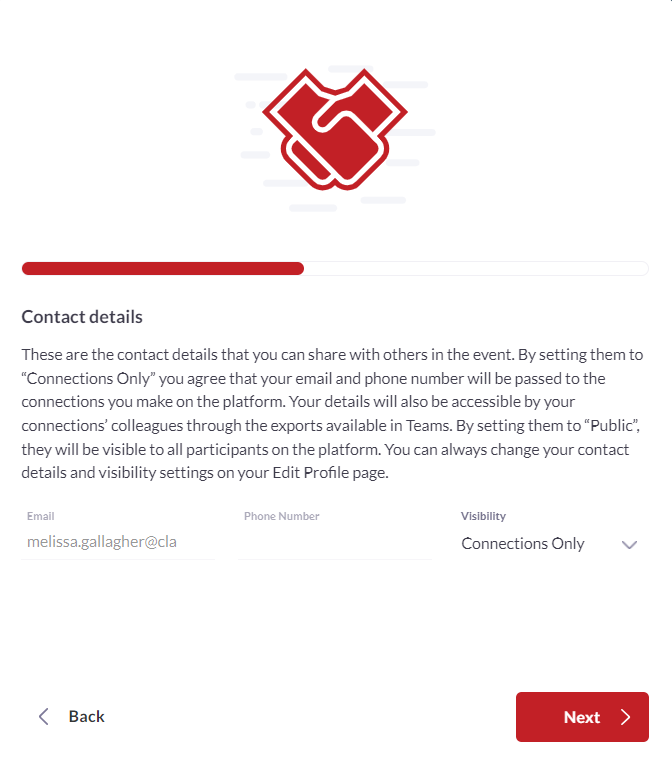 Contact details
These are the contact details that you can share with others in the event. By setting them to
“Connections Only” you agree that your email and phone number will be passed to the
connections you make on the platform. Your details will also be accessible by your
connections’ colleagues through the exports available in Teams. By setting them to “Public”,
they will be visible to all participants on the platform. You can always change your contact
details and visibility settings on your Edit Profile page.
Email Phone Number Visibility
melissa.gallagher@cla Connections Only
Back Next